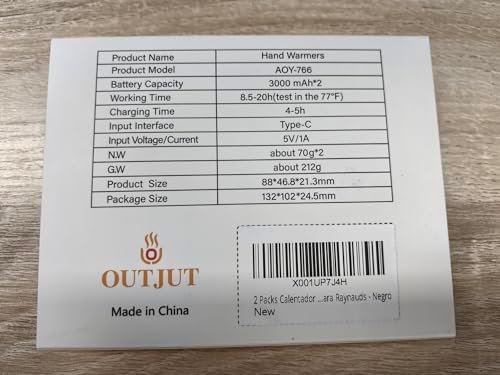 Product Name Hand Warmers
Product Model AOY-766
Battery Capacity 3000 mAh*2
Working Time 8.5-20h(test in the 77°F)
Charging Time 4-5h
Input Interface Type-C
Input Voltage/Current 5V/1A
N.W about 70g*2
G.W about 212g
Product Size 88*46.8*21.3mm
Package Size 132*102*24.5mm
OUTJUT
Made in China
X001UP7J4H
2 Packs Calentador ...ara Raynauds - Negro
New